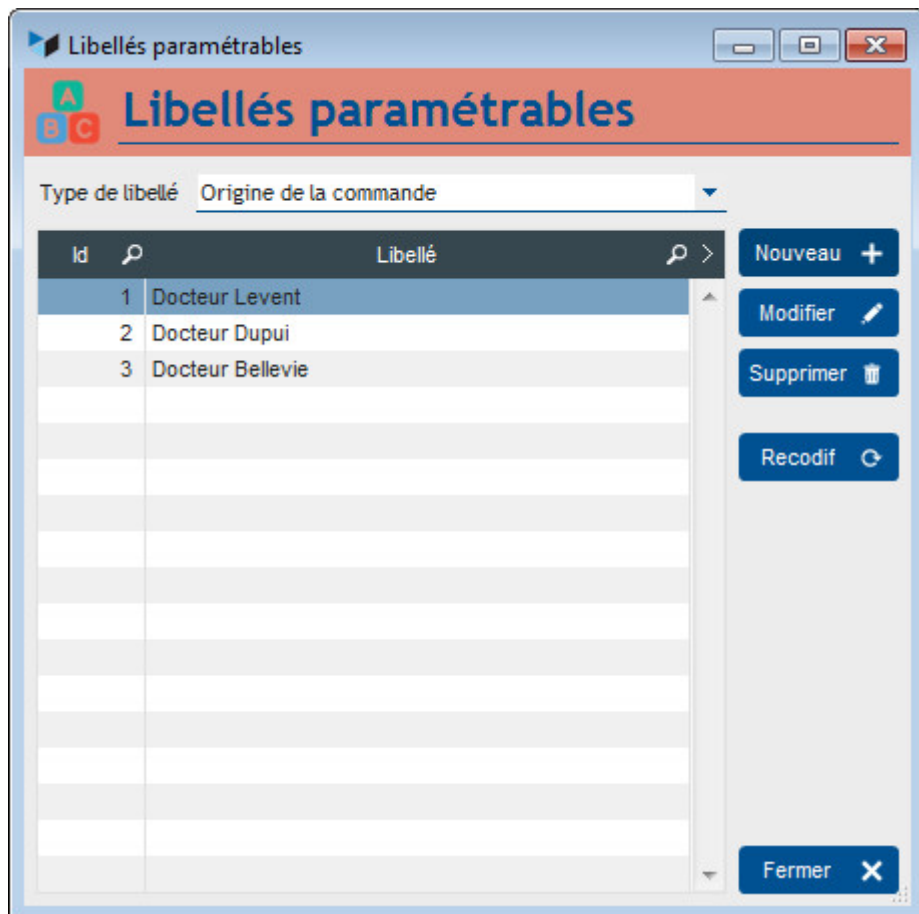 Libellés paramétrables
A
B C
Libellés paramétrables
Type de libellé Origine de la commande
Id Libellé
1 Docteur Levent
2 Docteur Dupui
3 Docteur Bellevie
Nouveau
Modifier
Supprimer
Recodif
Fermer